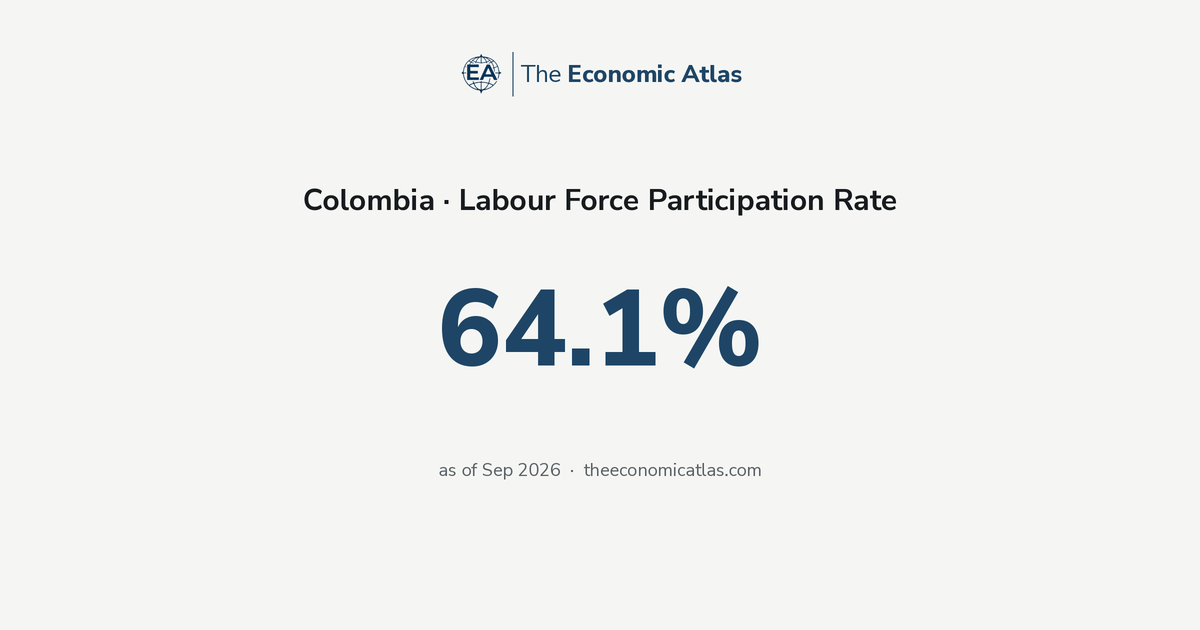 EA The Economic Atlas
Colombia · Labour Force Participation Rate
64.1%
as of Sep 2026 · theeconomicatlas.com